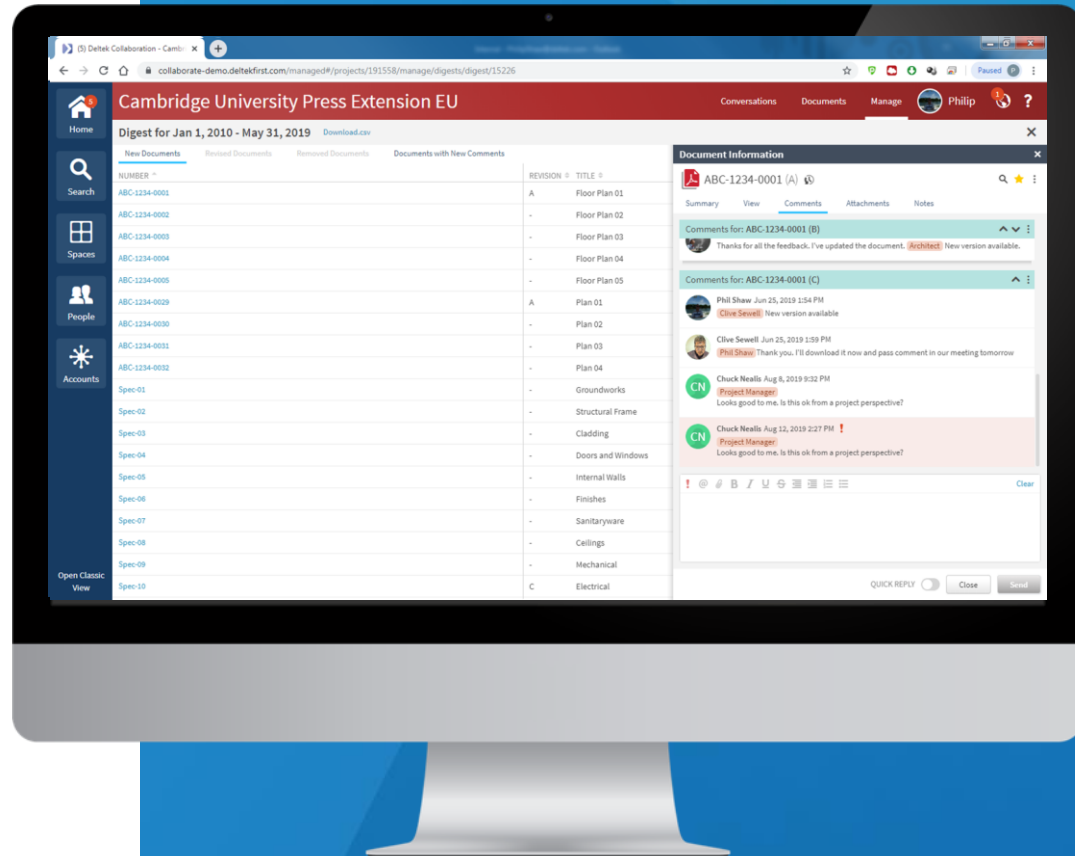 (5) Deltek Collaboration - Camb
collaborate-demo.deltekfirst.com/managed#/projects/191558/manage/digests/digest/15226
Paused P
5
Home
Cambridge University Press Extension EU
Conversations Documents Manage Philip 1 ?
Digest for Jan 1, 2010 - May 31, 2019 Download.csv
New Documents Revised Documents Removed Documents Documents with New Comments
NUMBER REVISION TITLE
ABC-1234-0001 A Floor Plan 01
ABC-1234-0002 - Floor Plan 02
ABC-1234-0003 - Floor Plan 03
ABC-1234-0004 - Floor Plan 04
ABC-1234-0005 - Floor Plan 05
ABC-1234-0029 A Plan 01
ABC-1234-0030 - Plan 02
ABC-1234-0031 - Plan 03
ABC-1234-0032 - Plan 04
Spec-01 - Groundworks
Spec-02 - Structural Frame
Spec-03 - Cladding
Spec-04 - Doors and Windows
Spec-05 - Internal Walls
Spec-06 - Finishes
Spec-07 - Sanitaryware
Spec-08 - Ceilings
Spec-09 - Mechanical
Spec-10 C Electrical
Search
Spaces
People
Accounts
Open Classic
View
Document Information
ABC-1234-0001 (A)
Summary View Comments Attachments Notes
Comments for: ABC-1234-0001 (B)
Thanks for all the feedback. I've updated the document. Architect New version available.
Comments for: ABC-1234-0001 (C)
Phil Shaw Jun 25, 2019 1:54 PM
Clive Sewell New version available
Clive Sewell Jun 25, 2019 1:59 PM
Phil Shaw Thank you. I'll download it now and pass comment in our meeting tomorrow
CN
Chuck Nealis Aug 8, 2019 9:32 PM
Project Manager
Looks good to me. Is this ok from a project perspective?
CN
Chuck Nealis Aug 12, 2019 2:27 PM !
Project Manager
Looks good to me. Is this ok from a project perspective?
! @ B I U S Clear
QUICK REPLY Close Send